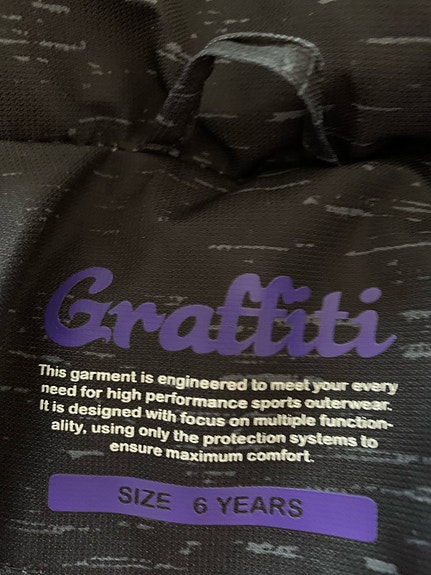 Graffiti
This garment is engineered to meet your every
need for high performance sports outerwear.
It is designed with focus on multiple function-
ality, using only the protection systems to
ensure maximum comfort.
SIZE 6 YEARS